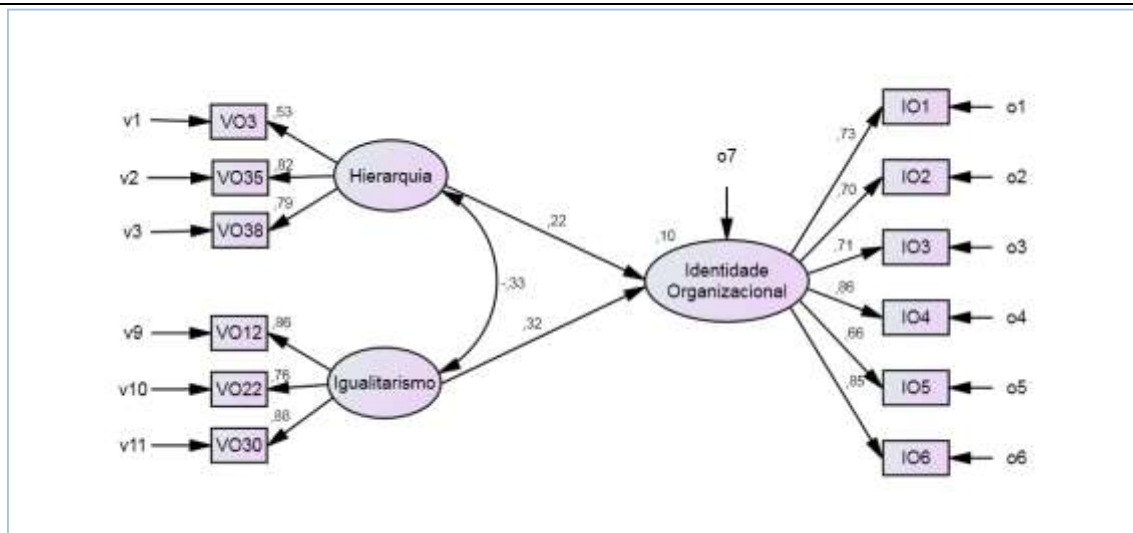 v1
VO3
,53
v2
VO35
,82
v3
VO38
,79
Hierarquia
v9
VO12
,86
v10
VO22
,76
v11
VO30
,88
Igualitarismo
-,33
,22
,32
o7
,10
Identidade
Organizacional
,73
IO1
o1
,70
IO2
o2
,71
IO3
o3
,86
IO4
o4
,66
IO5
o5
,85
IO6
o6